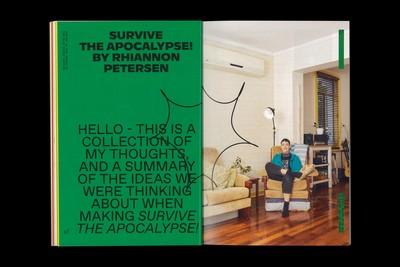 SURVIVE
THE APOCALYPSE!
BY RHIANNON
PETERSEN
HELLO - THIS IS A
COLLECTION OF
MY THOUGHTS,
AND A SUMMARY
OF THE IDEAS WE
WERE THINKING
ABOUT WHEN
MAKING SURVIVE
THE APOCALYPSE!